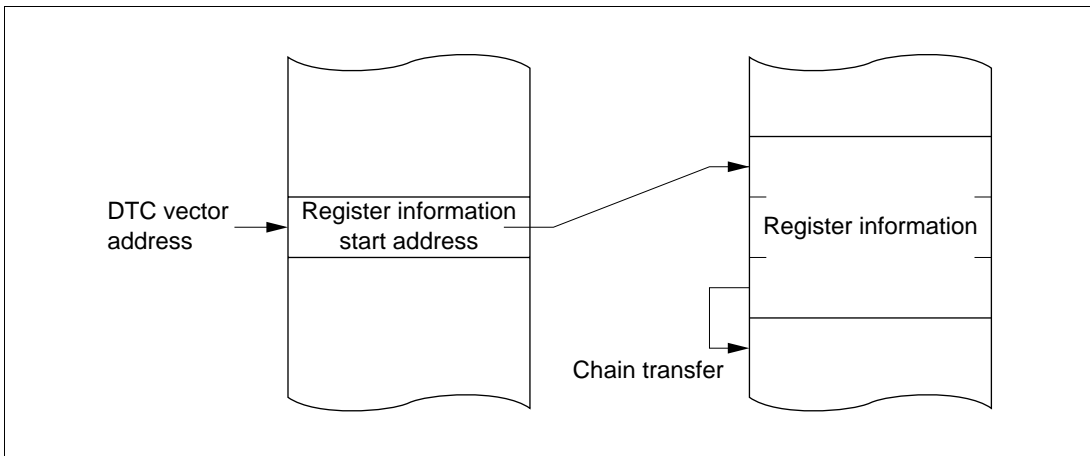 DTC vector
address
Register information
start address
Register information
Chain transfer